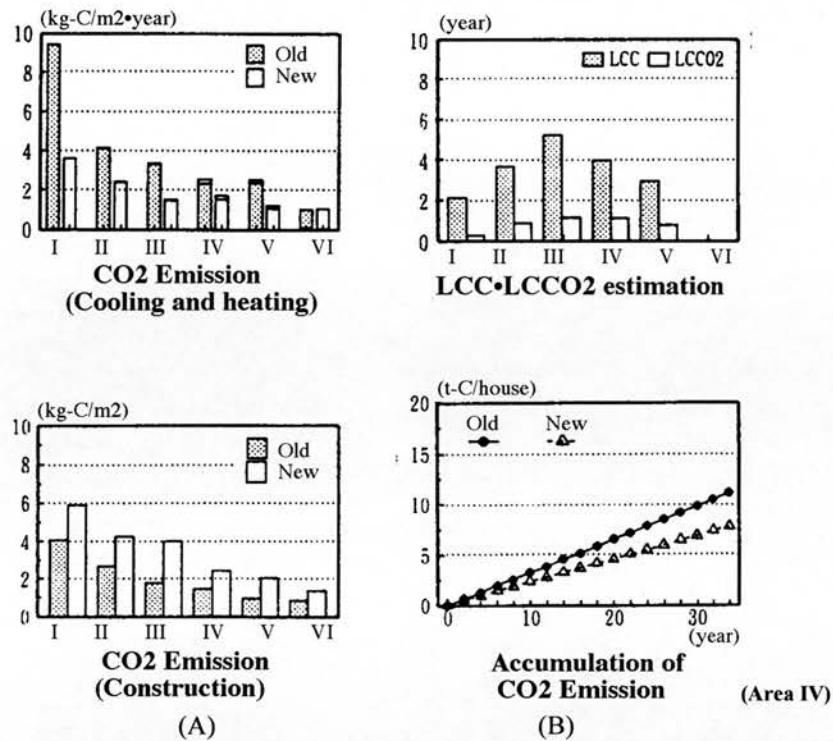 (kg-C/m2•year)
10
8
6
4
2
0
Old
New
I II III IV V VI
CO2 Emission
(Cooling and heating)
(year)
10
8
6
4
2
0
LCC LCCO2
I II III IV V VI
LCC•LCCO2 estimation
(kg-C/m2)
10
8
6
4
2
0
Old
New
I II III IV V VI
CO2 Emission
(Construction)
(A)
(t-C/house)
20
15
10
5
0
Old New
0 10 20 30
(year)
Accumulation of
CO2 Emission
(Area IV)
(B)